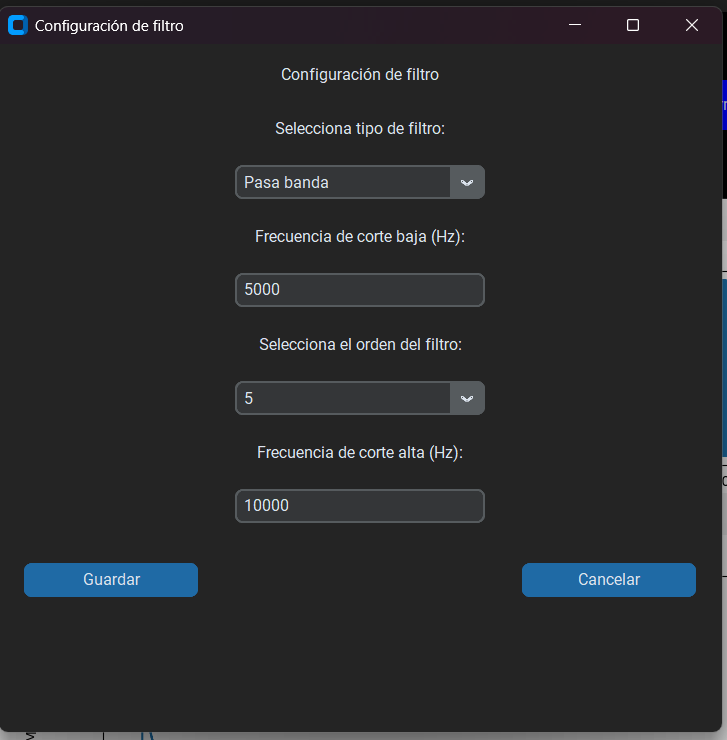 Configuración de filtro
Configuración de filtro
Selecciona tipo de filtro:
Pasa banda
Frecuencia de corte baja (Hz):
5000
Selecciona el orden del filtro:
5
Frecuencia de corte alta (Hz):
10000
Guardar
Cancelar